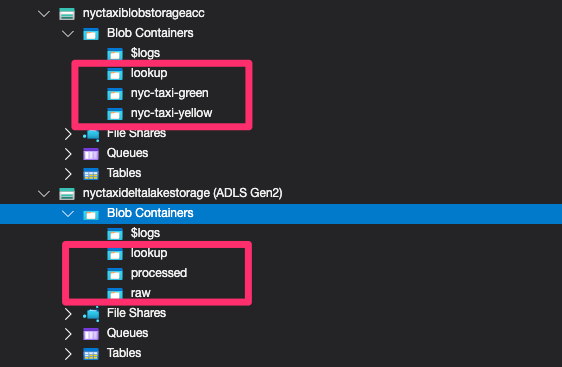 nyctaxiblobstorageacc
Blob Containers
$logs
lookup
nyc-taxi-green
nyc-taxi-yellow
File Shares
Queues
Tables
nyctaxideltalakestorage (ADLS Gen2)
Blob Containers
$logs
lookup
processed
raw
File Shares
Queues
Tables